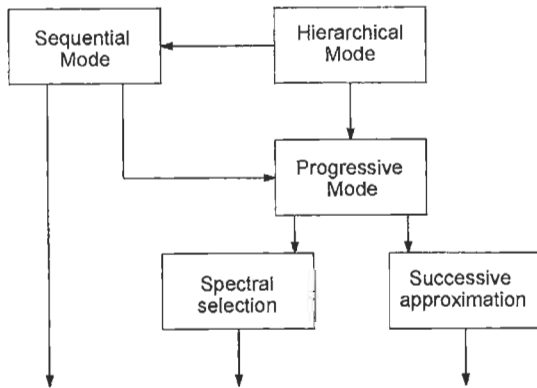 Sequential
Mode
Hierarchical
Mode
Progressive
Mode
Spectral
selection
Successive
approximation